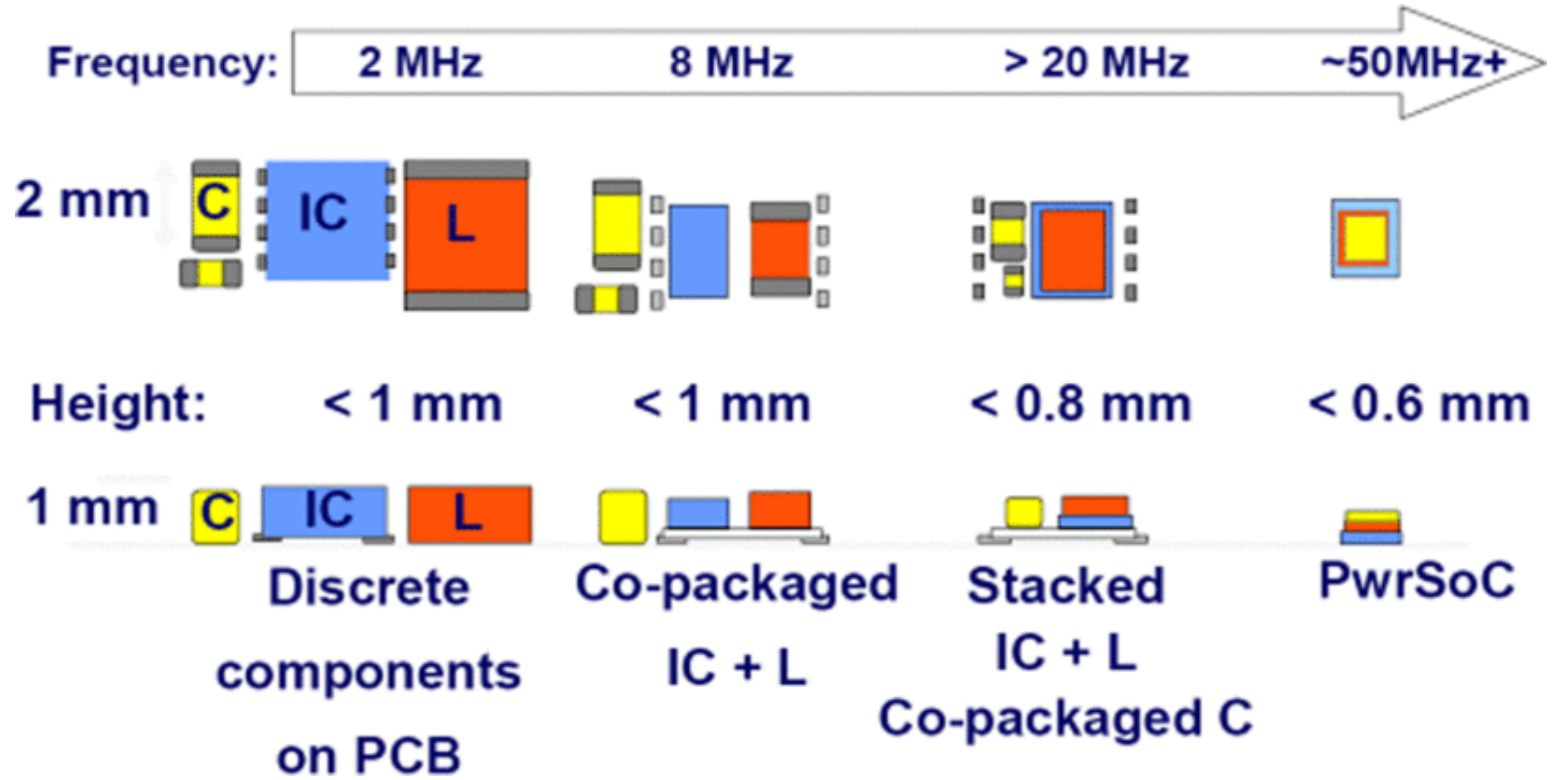 Frequency: 2 MHz 8 MHz > 20 MHz ~50MHz+
2 mm C IC L
Height: < 1 mm < 1 mm < 0.8 mm < 0.6 mm
1 mm C IC L
Discrete Co-packaged Stacked PwrSoC
components IC + L IC + L
on PCB Co-packaged C